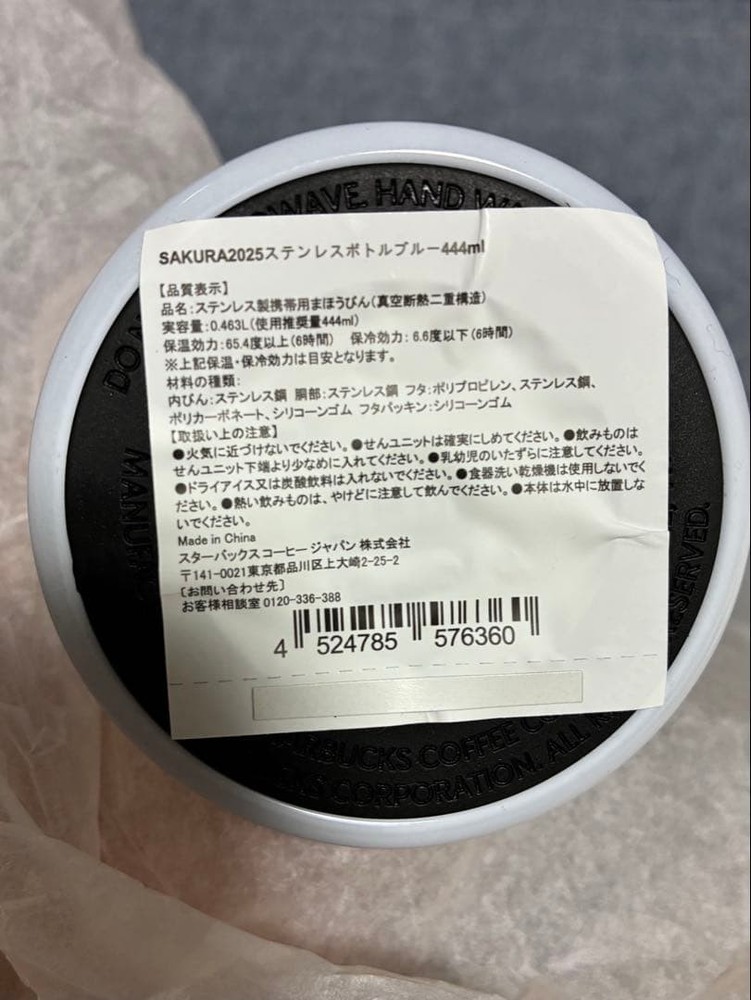 WAVE. HAND
SAKURA2025ステンレスボトルブルー444ml
【品質表示】
品名:ステンレス製携帯用まほうびん(真空断熱二重構造)
実容量:0.463L(使用推奨量444ml)
保温効力:65.4度以上(6時間) 保冷効力:6.6度以下(6時間)
※上記保温・保冷効力は目安となります。
材料の種類:
内びん:ステンレス鋼 胴部:ステンレス鋼 フタ:ポリプロピレン、ステンレス鋼、
ポリカーボネート、シリコーンゴム フタパッキン:シリコーンゴム
【取扱い上の注意】
●火気に近づけないでください。●せんユニットは確実にしめてください。●飲みものは
せんユニット下端より少なめに入れてください。●乳幼児のいたずらに注意してください。
●ドライアイス又は炭酸飲料は入れないでください。●食器洗い乾燥機は使用しないでく
ださい。●熱い飲みものは、やけどに注意して飲んでください。●本体は水中に放置しな
いでください。
Made in China
スターバックス コーヒー ジャパン 株式会社
〒141-0021東京都品川区上大崎2-25-2
[お問い合わせ先]
お客様相談室 0120-336-388
4 524785 576360
DO
MANUFAC
STARBUCKS COFFEE
CORPORATION. ALL
RESERVED.